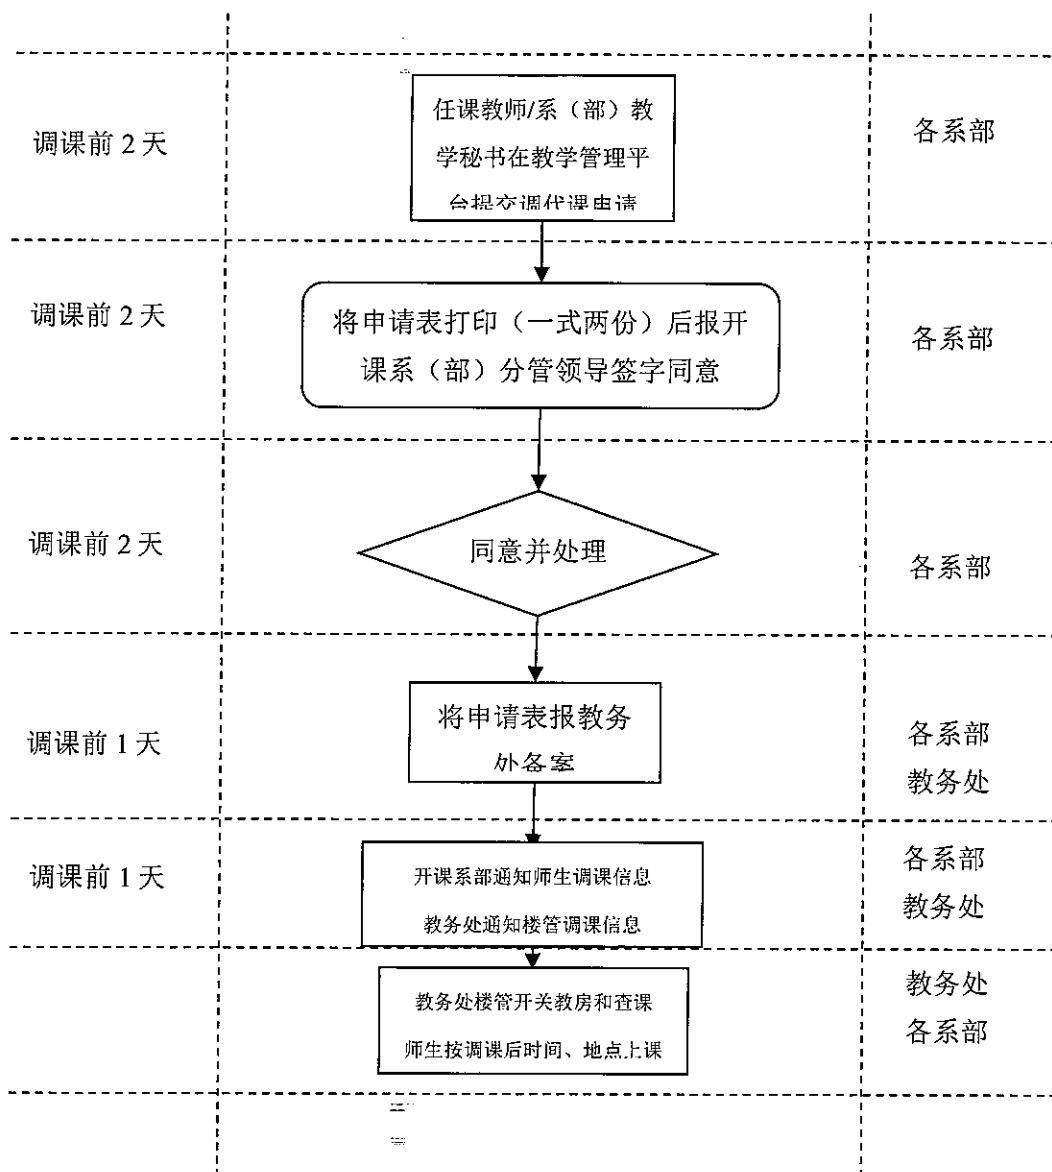 调课前 2 天
任课教师/系（部）教
学秘书在教学管理平
台提交调代课申请
各系部
调课前 2 天
将申请表打印（一式两份）后报开
课系（部）分管领导签字同意
各系部
调课前 2 天
同意并处理
各系部
调课前 1 天
将申请表报教务
处备案
各系部
教务处
调课前 1 天
开课系部通知师生调课信息
教务处通知楼管调课信息
各系部
教务处
教务处楼管开关教房和查课
师生按调课后时间、地点上课
教务处
各系部